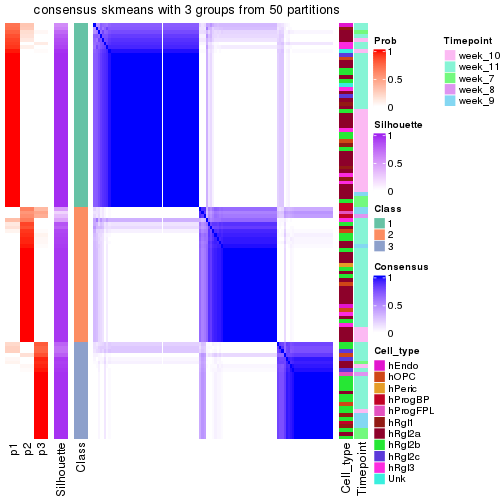 consensus skmeans with 3 groups from 50 partitions
Prob
1
0.5
0
Silhouette
1
0.5
0
Class
1
2
3
Consensus
1
0.5
0
Cell_type
hEndo
hOPC
hPeric
hProgBP
hProgFPL
hRgl1
hRgl2a
hRgl2b
hRgl2c
hRgl3
Unk
Timepoint
week_10
week_11
week_7
week_8
week_9
p1
p2
p3
Silhouette
Class
Cell_type
Timepoint